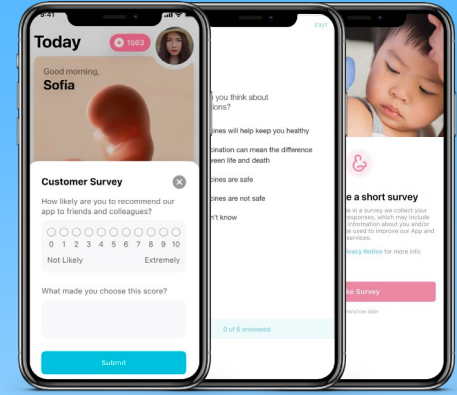 9:41
Today
1563
Good morning,
Sofia
Customer Survey
How likely are you to recommend our
app to friends and colleagues?
0 1 2 3 4 5 6 7 8 9 10
Not Likely Extremely
What made you choose this score?
Submit
EXIT
you think about
cines will help keep you healthy
cination can mean the difference
ween life and death
cines are safe
cines are not safe
n't know
0 of 6 answered
e a short survey
in a survey we collect your
responses, which may include
information about you and/or
be used to improve our App and
services.
ivacy Notice for more info
ke Survey
mind me later